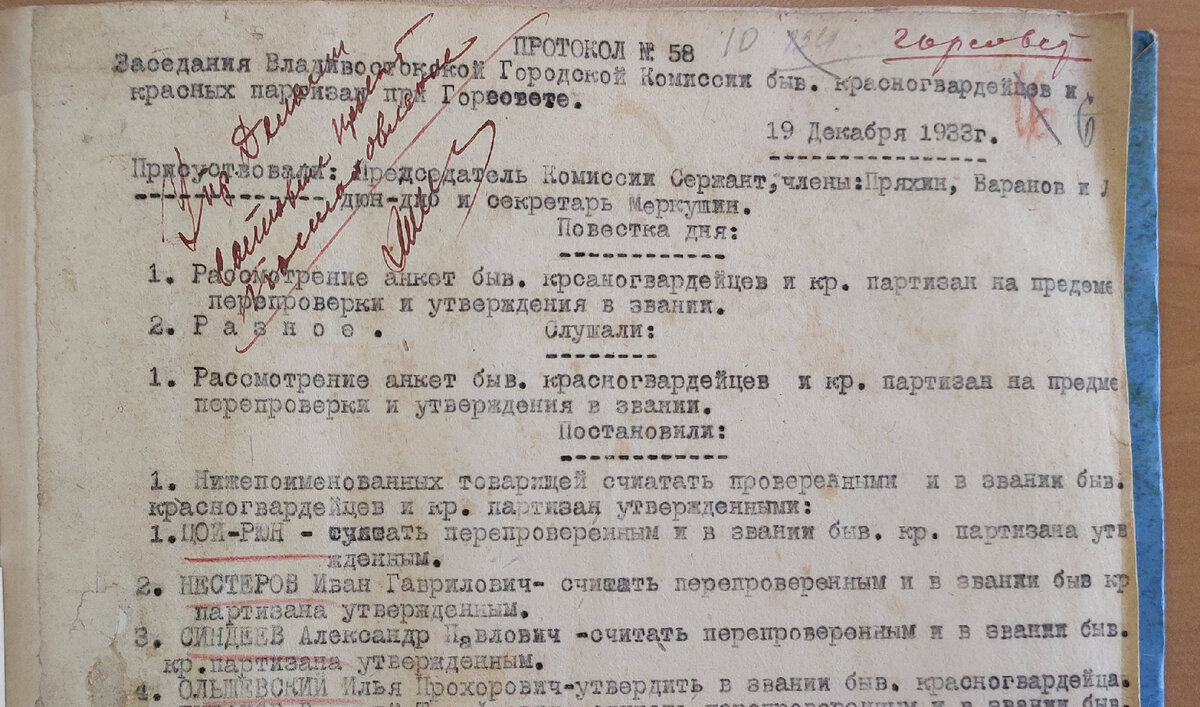 ПРОТОКОЛ № 58
10
горсовет
Заседания Владивостокской Городской Комиссии быв. красногвардейцев и
красных партизан при Горсовете.
6
19 Декабря 1933г.
Присутствовали: Председатель Комиссии Сержант, члены: Пряхин, Баранов и
дюн-дио и секретарь Меркушин.
Повестка дня:
1. Рассмотрение анкет быв. крсаногвардейцев и кр. партизан на предме
перепроверки и утверждения в звании.
2. Р а з н о е .
Слушали:
1. Рассмотрение анкет быв. красногвардейцев и кр. партизан на предме
перепроверки и утверждения в звании.
Постановили:
1. Нижепоименованных товарищей считать проверенными и в звании быв.
красногвардейцев и кр. партизан утвержденными:
1. ЦОЙ-РЮН - считать перепроверенным и в звании быв. кр. партизана утв
жденным.
2. НЕСТЕРОВ Иван Гаврилович- считать перепроверенным и в звании быв кр
партизана утвержденным.
3. СИНДЕЕВ Александр Павлович -считать перепроверенным и в звании быв.
кр.партизана утвержденным.
4. ОЛЬШЕВСКИЙ Илья Прохорович-утвердить в звании быв. красногвардейца.